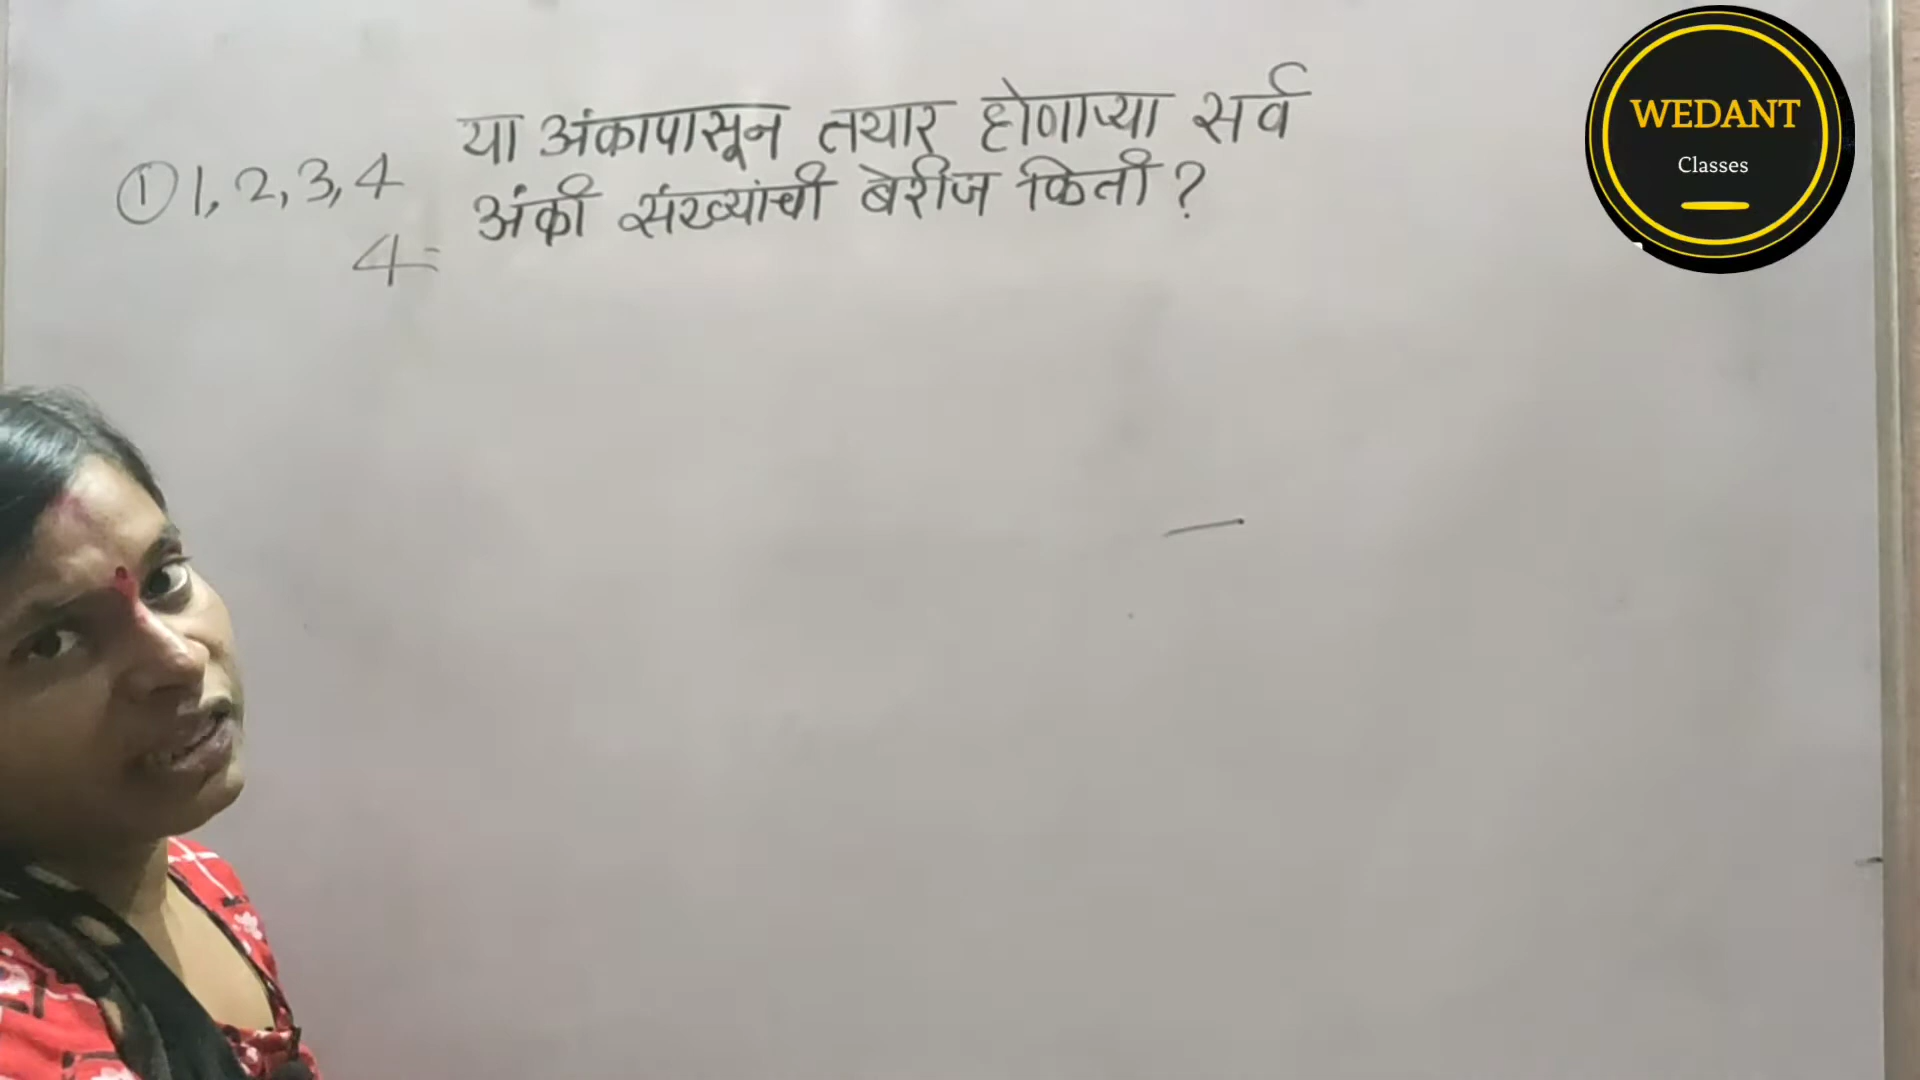 या अंकापासून तयार होणाऱ्या सर्व
① 1, 2, 3, 4
4 - अंकी संख्यांची बेरीज किती ?
WEDANT
Classes